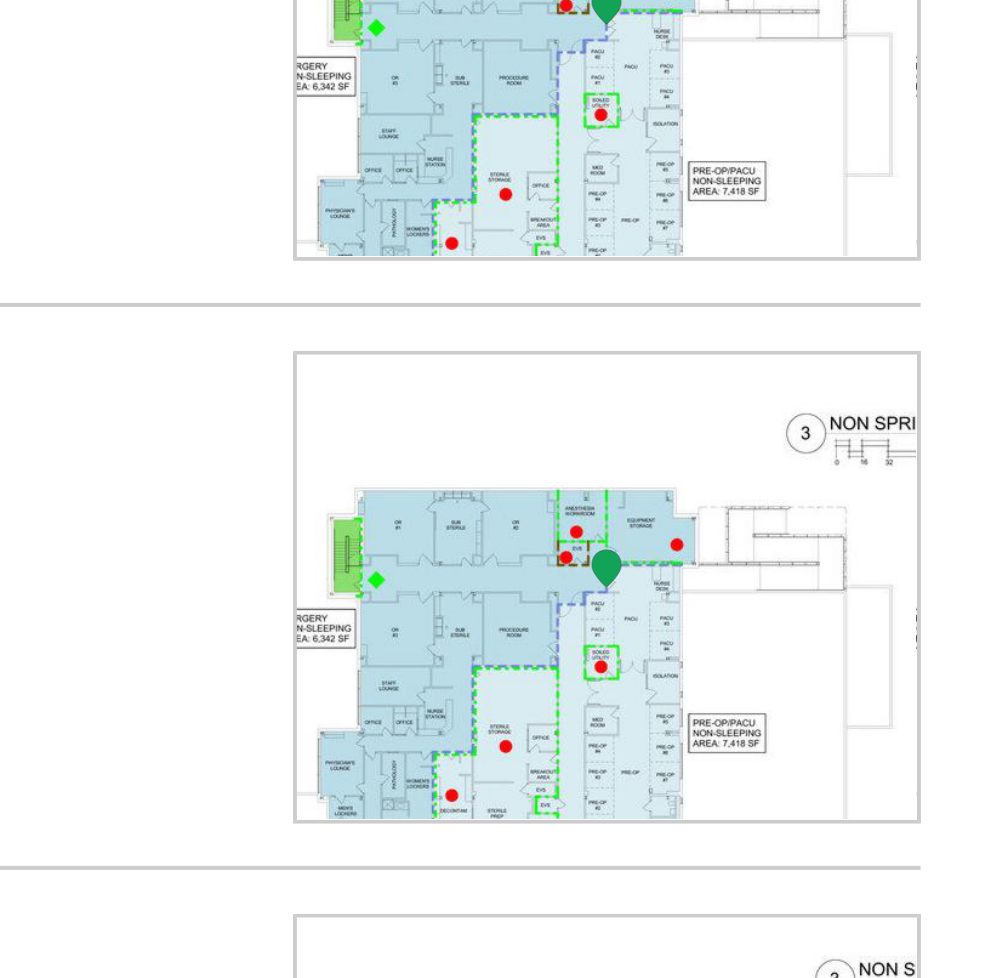 NURSE
DESK
PACU
#2
PACU
PACU
#3
RGERY
N-SLEEPING
EA: 6,342 SF
OR
#3
SUB
STERILE
PROCEDURE
ROOM
PACU
#1
PACU
#4
SOILED
UTILITY
ISOLATION
STAFF
LOUNGE
NURSE
STATION
OFFICE
OFFICE
STERILE
STORAGE
OFFICE
MED
ROOM
PRE-OP
#5
PRE-OP/PACU
NON-SLEEPING
AREA: 7,418 SF
PRE-OP
#4
PRE-OP
#6
PHYSICIAN'S
LOUNGE
PATHOLOGY
WOMEN'S
LOCKERS
BREAKOUT
AREA
PRE-OP
#3
PRE-OP
PRE-OP
#7
EVS
EVS
PRE-OP
3
NON SPRI
0 16 32
OR
#1
SUB
STERILE
OR
#2
ANESTHESIA
WORKROOM
EQUIPMENT
STORAGE
EVS
NURSE
DESK
PACU
#2
PACU
PACU
#3
RGERY
N-SLEEPING
EA: 6,342 SF
OR
#3
SUB
STERILE
PROCEDURE
ROOM
PACU
#1
PACU
#4
SOILED
UTILITY
ISOLATION
STAFF
LOUNGE
NURSE
STATION
OFFICE
OFFICE
STERILE
STORAGE
OFFICE
MED
ROOM
PRE-OP
#5
PRE-OP/PACU
NON-SLEEPING
AREA: 7,418 SF
PRE-OP
#4
PRE-OP
#6
PHYSICIAN'S
LOUNGE
PATHOLOGY
WOMEN'S
LOCKERS
BREAKOUT
AREA
PRE-OP
#3
PRE-OP
PRE-OP
#7
EVS
EVS
MEN'S
LOCKERS
DECONTAM
STERILE
PREP
PRE-OP
#2
3
NON S